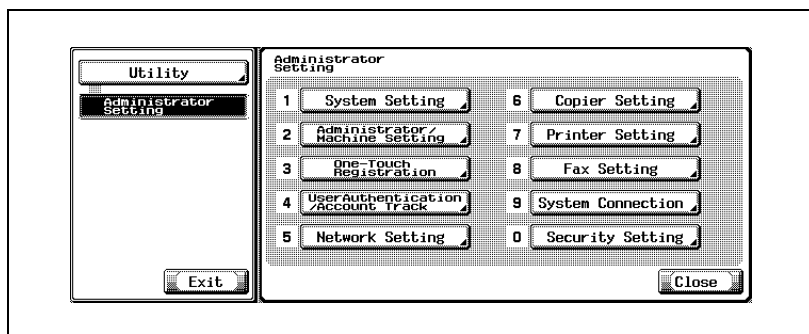 Utility
Administrator
Setting
Exit
Administrator
Setting
1 System Setting
2 Administrator/
Machine Setting
3 One-Touch
Registration
4 UserAuthentication
/Account Track
5 Network Setting
6 Copier Setting
7 Printer Setting
8 Fax Setting
9 System Connection
0 Security Setting
Close